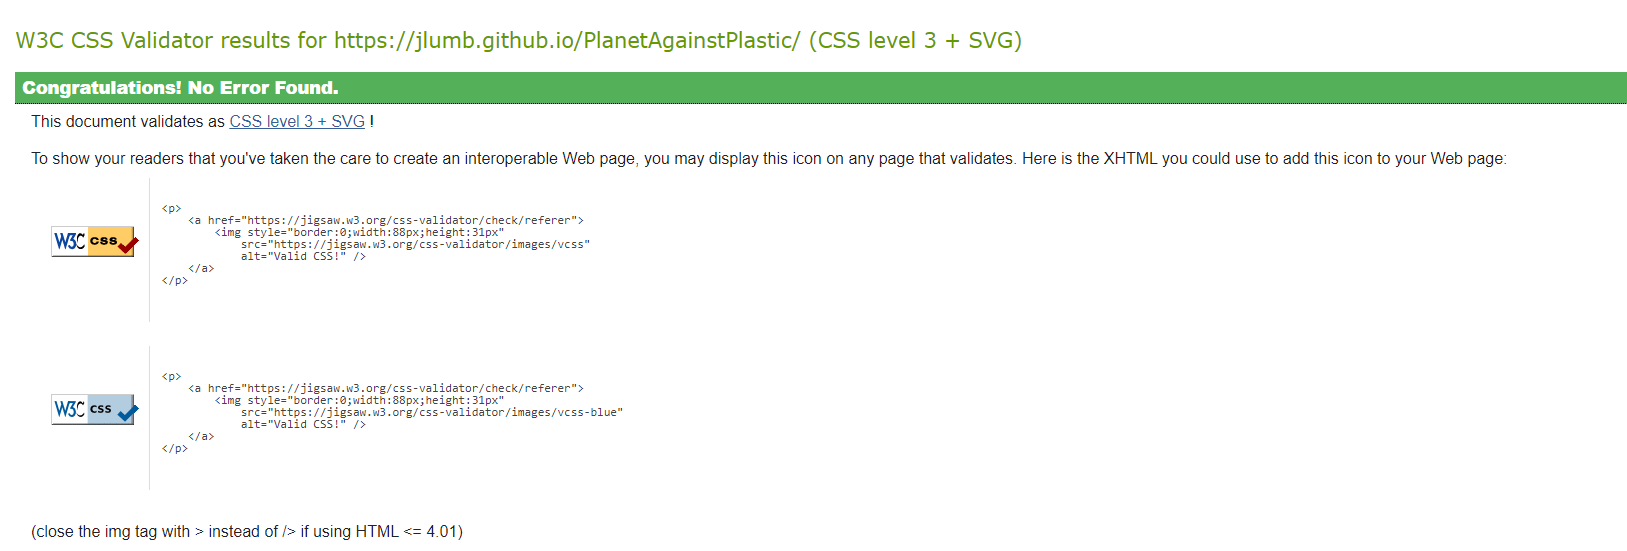 W3C CSS Validator results for https://jlumb.github.io/PlanetAgainstPlastic/ (CSS level 3 + SVG)
Congratulations! No Error Found.
This document validates as CSS level 3 + SVG !
To show your readers that you've taken the care to create an interoperable Web page, you may display this icon on any page that validates. Here is the XHTML you could use to add this icon to your Web page:
W3C css
<p>
    <a href="https://jigsaw.w3.org/css-validator/check/referer">
        <img style="border:0;width:88px;height:31px"
            src="https://jigsaw.w3.org/css-validator/images/vcss"
            alt="Valid CSS!" />
    </a>
</p>
W3C css
<p>
    <a href="https://jigsaw.w3.org/css-validator/check/referer">
        <img style="border:0;width:88px;height:31px"
            src="https://jigsaw.w3.org/css-validator/images/vcss-blue"
            alt="Valid CSS!" />
    </a>
</p>
(close the img tag with > instead of /> if using HTML <= 4.01)